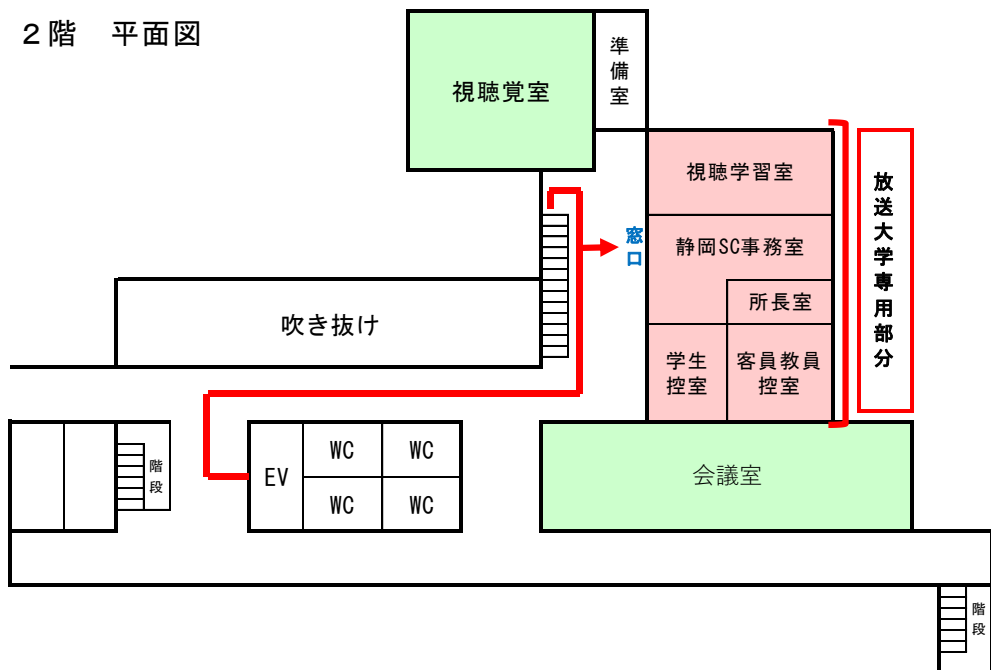 ２階　平面図
準備室
視聴覚室
視聴学習室
放送大学専用部分
窓口
静岡SC事務室
所長室
吹き抜け
学生
控室
客員教員
控室
WC
WC
階段
EV
会議室
WC
WC
階段